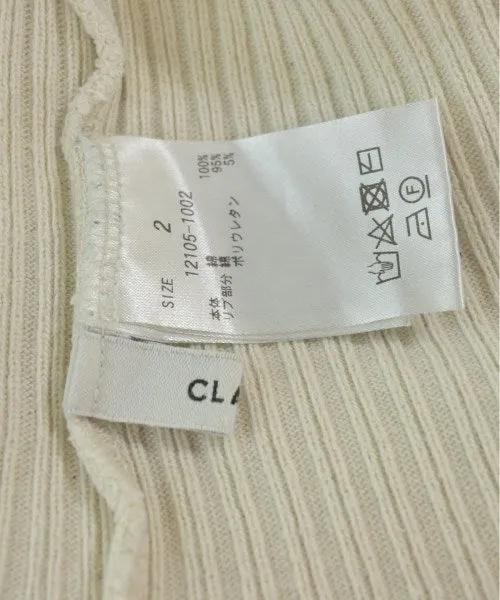 SIZE 2
12105-1002
本体 綿 100%
リブ部分 綿 95%
ポリウレタン 5%
F
CLA